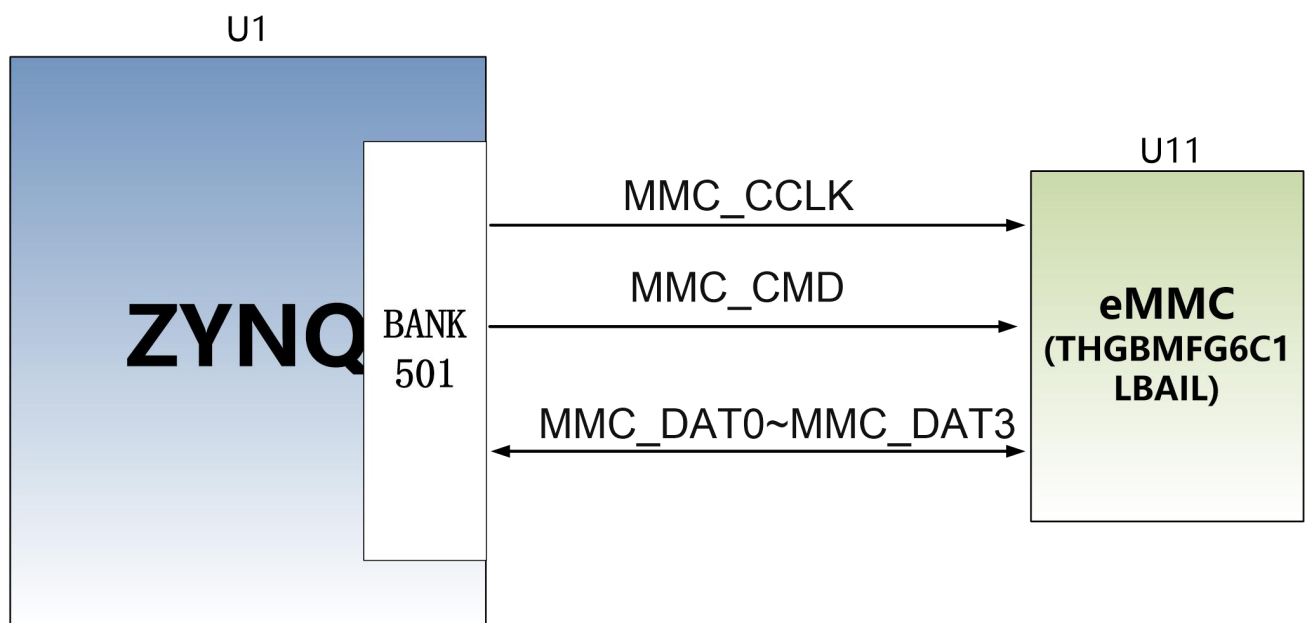 U1
U11
MMC_CCLK
MMC_CMD
ZYNQ
BANK
501
eMMC
(THGBMFG6C1
LBAIL)
MMC_DAT0~MMC_DAT3